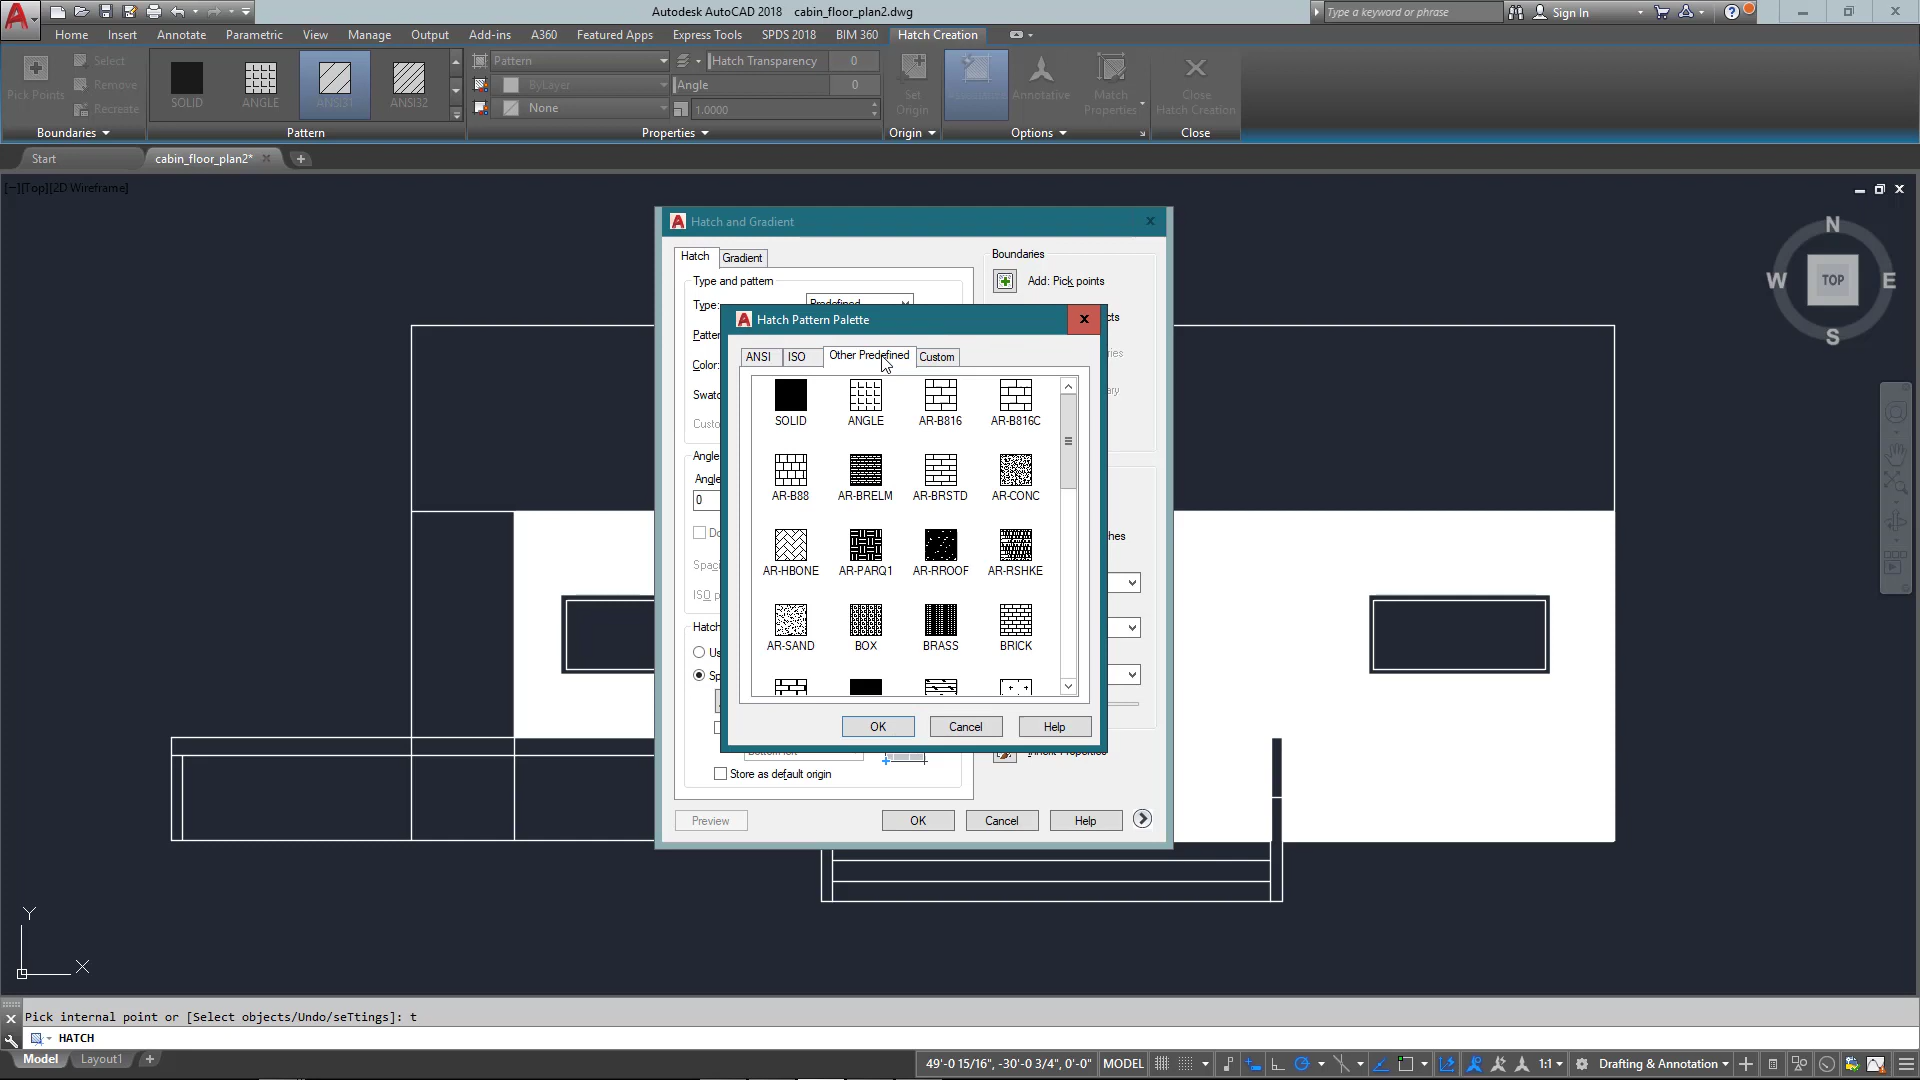 Autodesk AutoCAD 2018 cabin_floor_plan2.dwg
Type a keyword or phrase
Sign In
Home Insert Annotate Parametric View Manage Output Add-ins A360 Featured Apps Express Tools SPDS 2018 BIM 360 Hatch Creation
Pick Points
Select
Remove
Recreate
SOLID
ANGLE
ANSI31
ANSI32
Pattern
ByLayer
None
Hatch Transparency 0
Angle 0
1.0000
Set
Origin
Associative
Annotative
Match
Properties
Close
Hatch Creation
Boundaries Pattern Properties Origin Options Close
Start cabin_floor_plan2*
[−][Top][2D Wireframe]
N
W TOP E
S
Hatch and Gradient
Hatch Gradient
Type and pattern
Type: Predefined
Boundaries
Add: Pick points
Hatch Pattern Palette
ANSI ISO Other Predefined Custom
SOLID ANGLE AR-B816 AR-B816C
AR-B88 AR-BRELM AR-BRSTD AR-CONC
AR-HBONE AR-PARQ1 AR-RROOF AR-RSHKE
AR-SAND BOX BRASS BRICK
OK Cancel Help
Color:
Angle
0
Hatch
Store as default origin
Inherit Properties
Preview OK Cancel Help
Y
X
Pick internal point or [Select objects/Undo/seTtings]: t
HATCH
Model Layout1
49'-0 15/16", -30'-0 3/4", 0'-0" MODEL 1:1 Drafting & Annotation